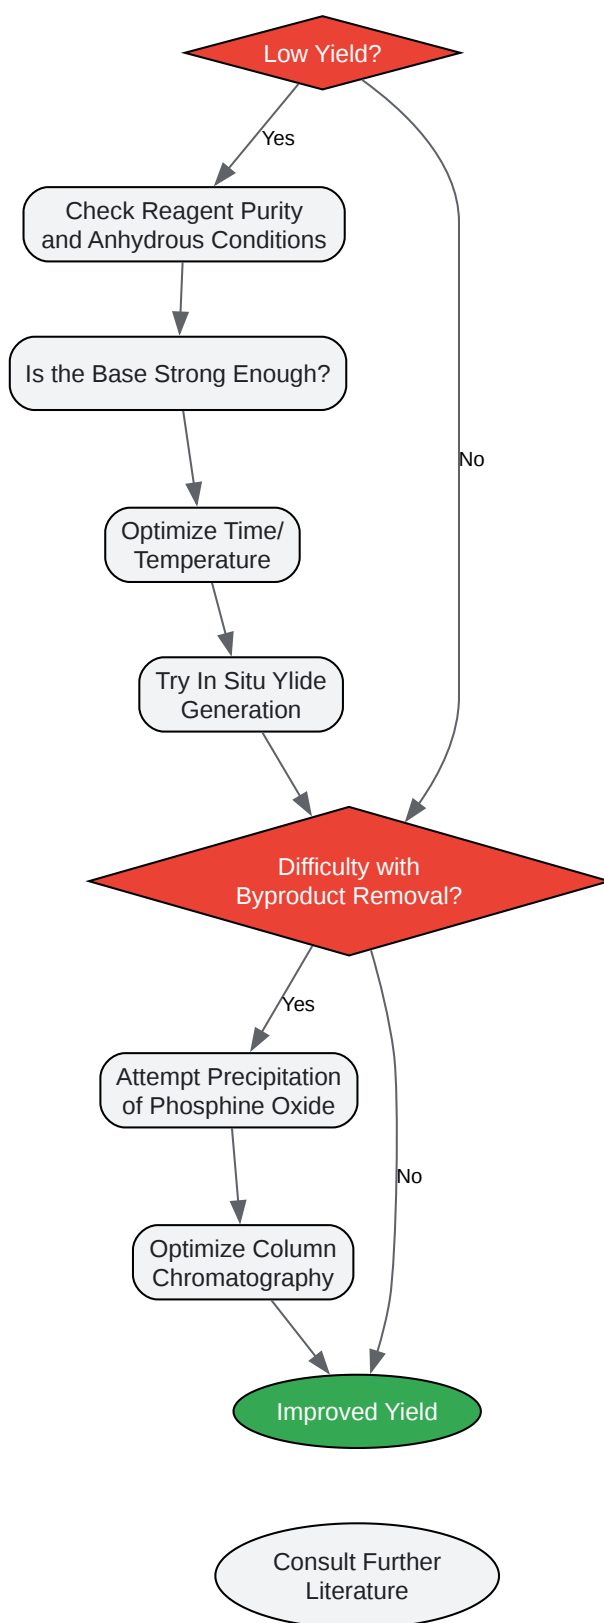 Low Yield?
Yes
Check Reagent Purity
and Anhydrous Conditions
Is the Base Strong Enough?
No
Optimize Time/
Temperature
Try In Situ Ylide
Generation
Difficulty with
Byproduct Removal?
Yes
Attempt Precipitation
of Phosphine Oxide
No
Optimize Column
Chromatography
Improved Yield
Consult Further
Literature